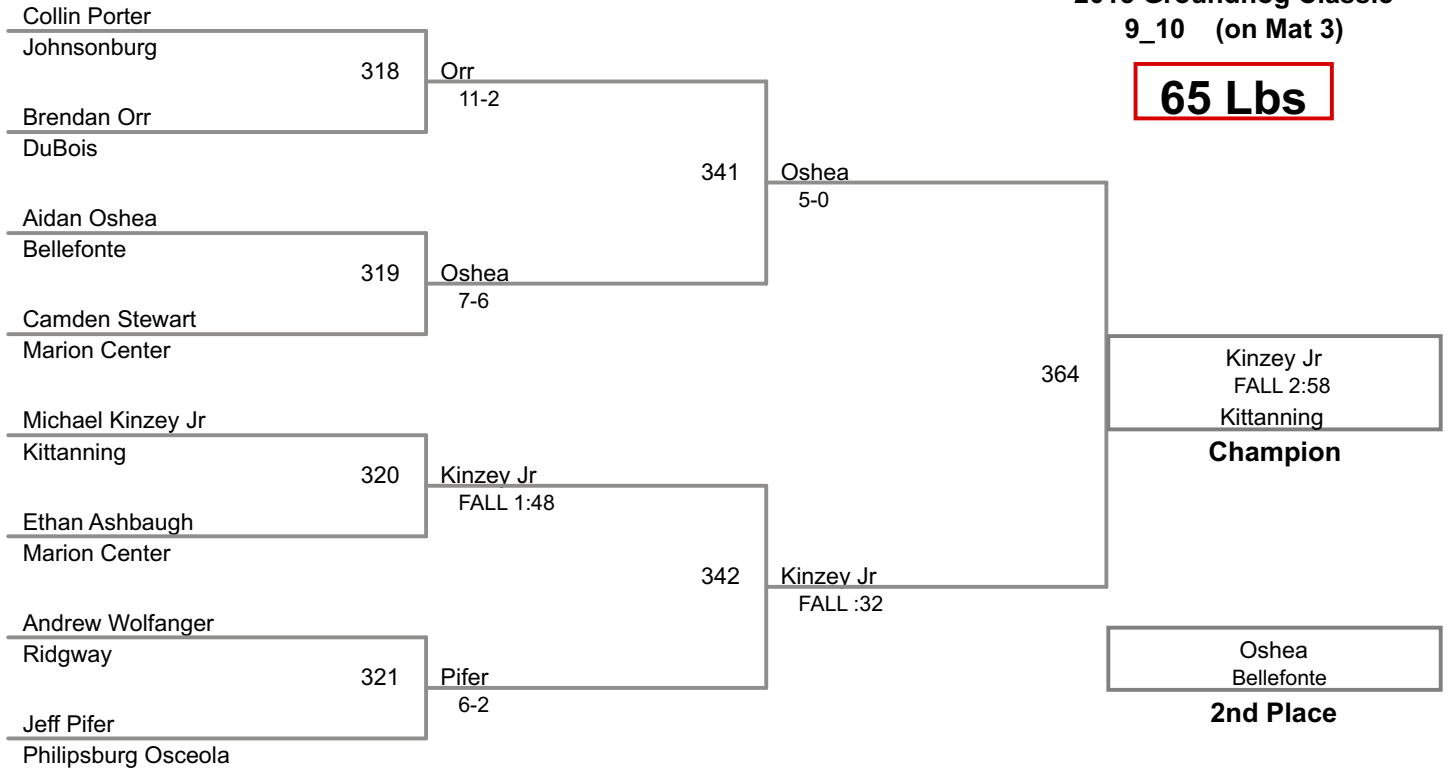 9_10 (on Mat 3)
65 Lbs
Collin Porter
Johnsonburg
318
Orr
11-2
Brendan Orr
DuBois
341
Oshea
5-0
Aidan Oshea
Bellefonte
319
Oshea
7-6
Camden Stewart
Marion Center
364
Kinzey Jr
FALL 2:58
Kittanning
Champion
Michael Kinzey Jr
Kittanning
320
Kinzey Jr
FALL 1:48
Ethan Ashbaugh
Marion Center
342
Kinzey Jr
FALL :32
Andrew Wolfanger
Ridgway
321
Pifer
6-2
Oshea
Bellefonte
2nd Place
Jeff Pifer
Philipsburg Osceola